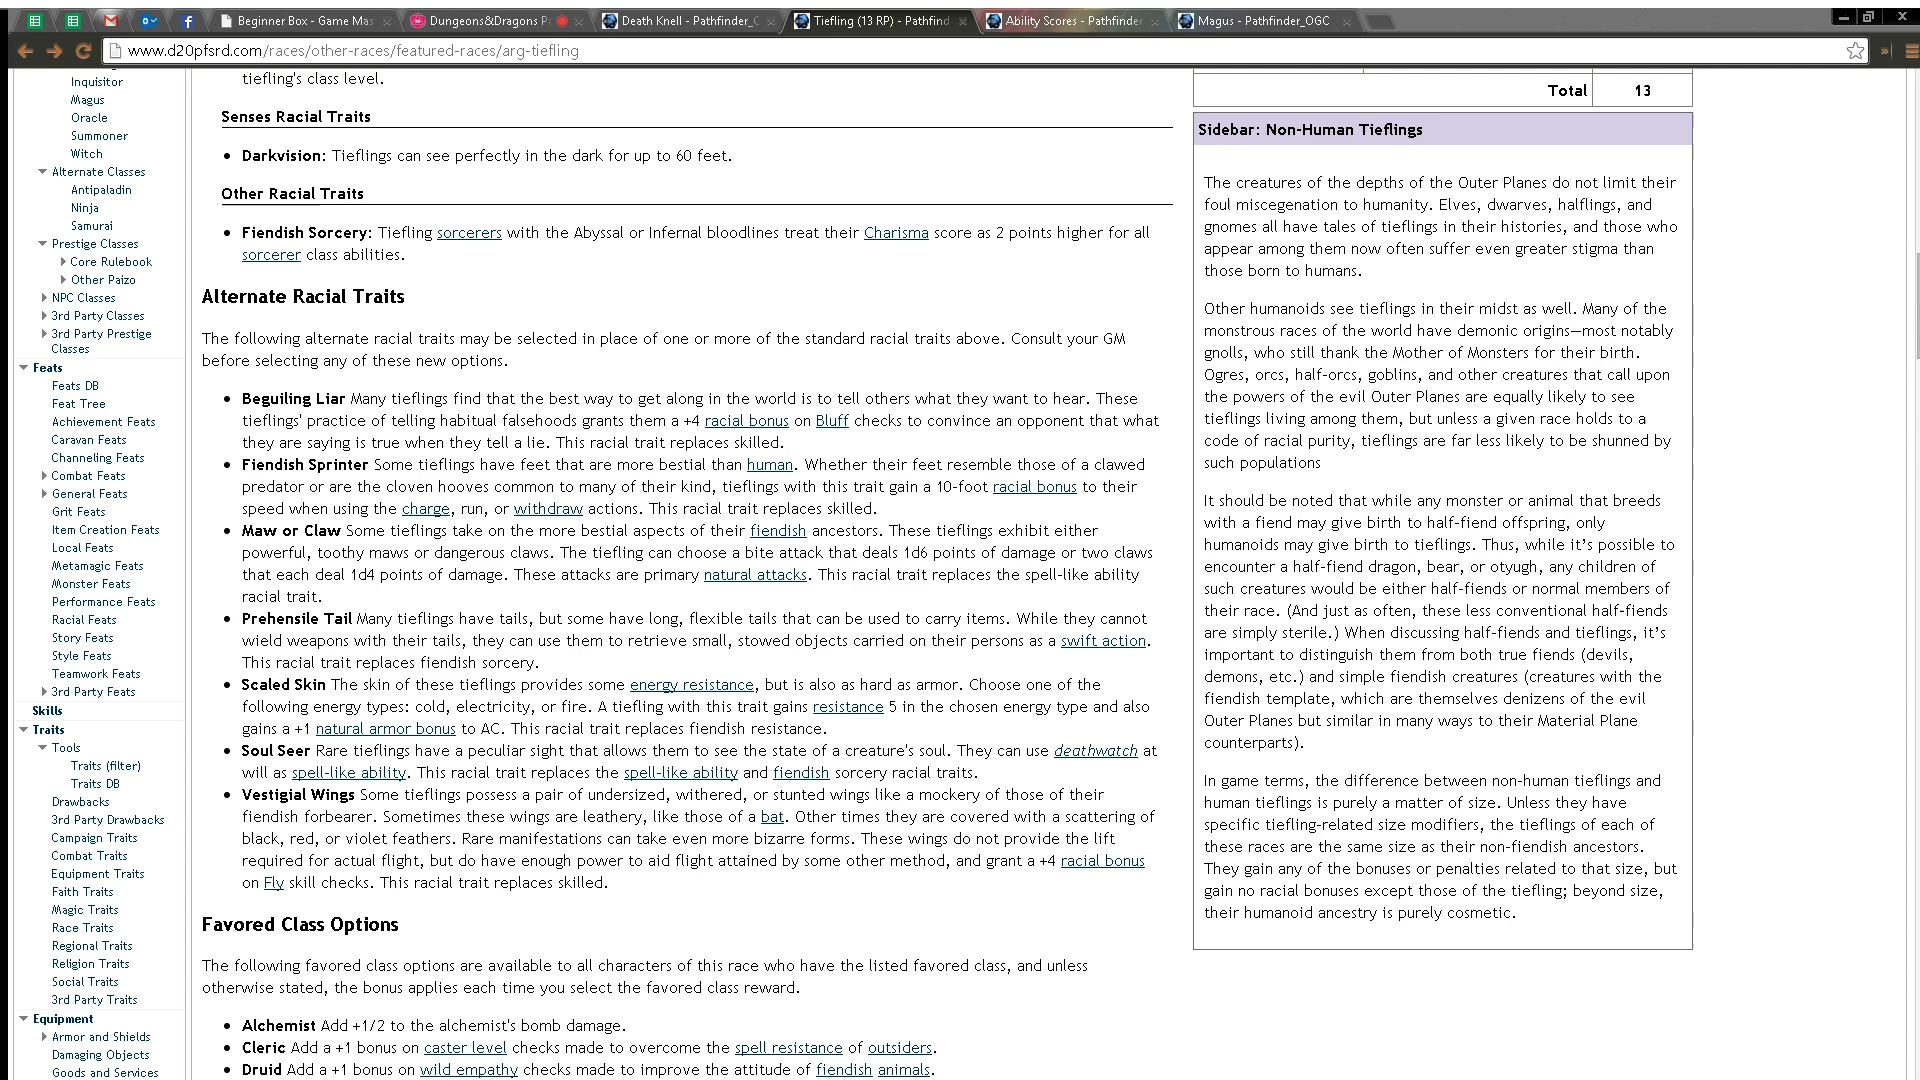 Beginner Box - Game Mas
Dungeons&Dragons P
Death Knell - Pathfinder_O
Tiefling (13 RP) - Pathfind
Ability Scores - Pathfinder
Magus - Pathfinder_OGC
www.d20pfsrd.com/races/other-races/featured-races/arg-tiefling
Inquisitor
Magus
Oracle
Summoner
Witch
Alternate Classes
Antipaladin
Ninja
Samurai
Prestige Classes
Core Rulebook
Other Paizo
NPC Classes
3rd Party Classes
3rd Party Prestige
Classes
Feats
Feats DB
Feat Tree
Achievement Feats
Caravan Feats
Channeling Feats
Combat Feats
General Feats
Grit Feats
Item Creation Feats
Local Feats
Metamagic Feats
Monster Feats
Performance Feats
Racial Feats
Story Feats
Style Feats
Teamwork Feats
3rd Party Feats
Skills
Traits
Tools
Traits (filter)
Traits DB
Drawbacks
3rd Party Drawbacks
Campaign Traits
Combat Traits
Equipment Traits
Faith Traits
Magic Traits
Race Traits
Regional Traits
Religion Traits
Social Traits
3rd Party Traits
Equipment
Armor and Shields
Damaging Objects
Goods and Services
tiefling's class level.
Senses Racial Traits
• Darkvision: Tieflings can see perfectly in the dark for up to 60 feet.
Other Racial Traits
• Fiendish Sorcery: Tiefling sorcerers with the Abyssal or Infernal bloodlines treat their Charisma score as 2 points higher for all
sorcerer class abilities.
Alternate Racial Traits
The following alternate racial traits may be selected in place of one or more of the standard racial traits above. Consult your GM
before selecting any of these new options.
• Beguiling Liar Many tieflings find that the best way to get along in the world is to tell others what they want to hear. These
tieflings' practice of telling habitual falsehoods grants them a +4 racial bonus on Bluff checks to convince an opponent that what
they are saying is true when they tell a lie. This racial trait replaces skilled.
• Fiendish Sprinter Some tieflings have feet that are more bestial than human. Whether their feet resemble those of a clawed
predator or are the cloven hooves common to many of their kind, tieflings with this trait gain a 10-foot racial bonus to their
speed when using the charge, run, or withdraw actions. This racial trait replaces skilled.
• Maw or Claw Some tieflings take on the more bestial aspects of their fiendish ancestors. These tieflings exhibit either
powerful, toothy maws or dangerous claws. The tiefling can choose a bite attack that deals 1d6 points of damage or two claws
that each deal 1d4 points of damage. These attacks are primary natural attacks. This racial trait replaces the spell-like ability
racial trait.
• Prehensile Tail Many tieflings have tails, but some have long, flexible tails that can be used to carry items. While they cannot
wield weapons with their tails, they can use them to retrieve small, stowed objects carried on their persons as a swift action.
This racial trait replaces fiendish sorcery.
• Scaled Skin The skin of these tieflings provides some energy resistance, but is also as hard as armor. Choose one of the
following energy types: cold, electricity, or fire. A tiefling with this trait gains resistance 5 in the chosen energy type and also
gains a +1 natural armor bonus to AC. This racial trait replaces fiendish resistance.
• Soul Seer Rare tieflings have a peculiar sight that allows them to see the state of a creature's soul. They can use deathwatch at
will as spell-like ability. This racial trait replaces the spell-like ability and fiendish sorcery racial traits.
• Vestigial Wings Some tieflings possess a pair of undersized, withered, or stunted wings like a mockery of those of their
fiendish forbearer. Sometimes these wings are leathery, like those of a bat. Other times they are covered with a scattering of
black, red, or violet feathers. Rare manifestations can take even more bizarre forms. These wings do not provide the lift
required for actual flight, but do have enough power to aid flight attained by some other method, and grant a +4 racial bonus
on Fly skill checks. This racial trait replaces skilled.
Favored Class Options
The following favored class options are available to all characters of this race who have the listed favored class, and unless
otherwise stated, the bonus applies each time you select the favored class reward.
• Alchemist Add +1/2 to the alchemist's bomb damage.
• Cleric Add a +1 bonus on caster level checks made to overcome the spell resistance of outsiders.
• Druid Add a +1 bonus on wild empathy checks made to improve the attitude of fiendish animals.
Total 13
Sidebar: Non-Human Tieflings
The creatures of the depths of the Outer Planes do not limit their
foul miscegenation to humanity. Elves, dwarves, halflings, and
gnomes all have tales of tieflings in their histories, and those who
appear among them now often suffer even greater stigma than
those born to humans.
Other humanoids see tieflings in their midst as well. Many of the
monstrous races of the world have demonic origins—most notably
gnolls, who still thank the Mother of Monsters for their birth.
Ogres, orcs, half-orcs, goblins, and other creatures that call upon
the powers of the evil Outer Planes are equally likely to see
tieflings living among them, but unless a given race holds to a
code of racial purity, tieflings are far less likely to be shunned by
such populations
It should be noted that while any monster or animal that breeds
with a fiend may give birth to half-fiend offspring, only
humanoids may give birth to tieflings. Thus, while it’s possible to
encounter a half-fiend dragon, bear, or otyugh, any children of
such creatures would be either half-fiends or normal members of
their race. (And just as often, these less conventional half-fiends
are simply sterile.) When discussing half-fiends and tieflings, it’s
important to distinguish them from both true fiends (devils,
demons, etc.) and simple fiendish creatures (creatures with the
fiendish template, which are themselves denizens of the evil
Outer Planes but similar in many ways to their Material Plane
counterparts).
In game terms, the difference between non-human tieflings and
human tieflings is purely a matter of size. Unless they have
specific tiefling-related size modifiers, the tieflings of each of
these races are the same size as their non-fiendish ancestors.
They gain any of the bonuses or penalties related to that size, but
gain no racial bonuses except those of the tiefling; beyond size,
their humanoid ancestry is purely cosmetic.